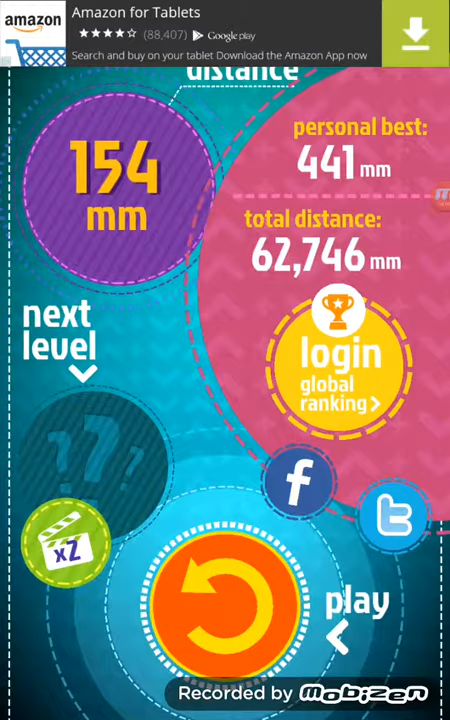 Amazon for Tablets
amazon
(88,407) Google play
Search and buy on your tablet Download the Amazon App now
distance
154
mm
personal best:
441 mm
total distance:
62,746 mm
next
level
login
global
ranking>
???
f
t
x2
play
Recorded by Mobizen